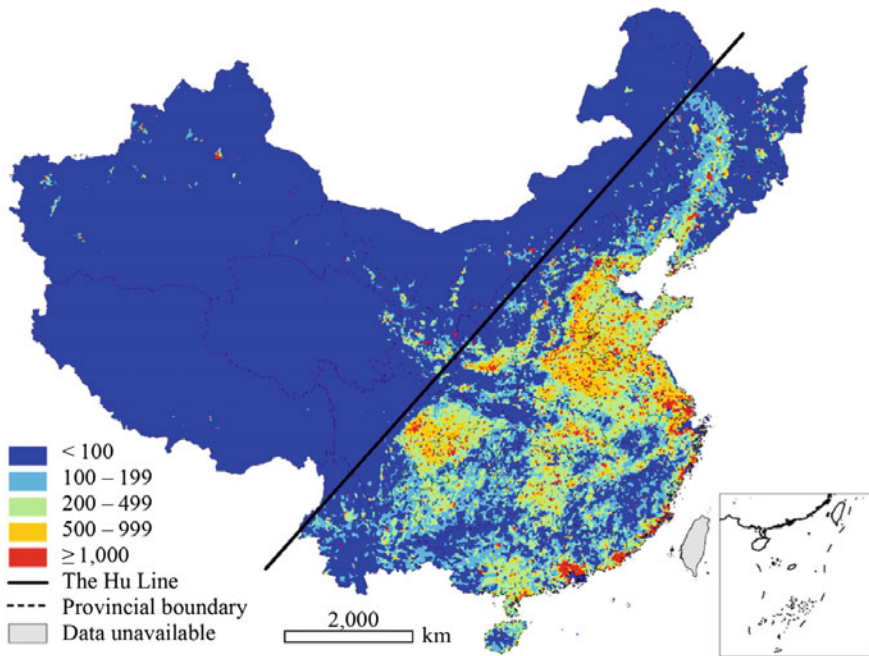 < 100
100 – 199
200 – 499
500 – 999
≥ 1,000
The Hu Line
Provincial boundary
Data unavailable
2,000
km